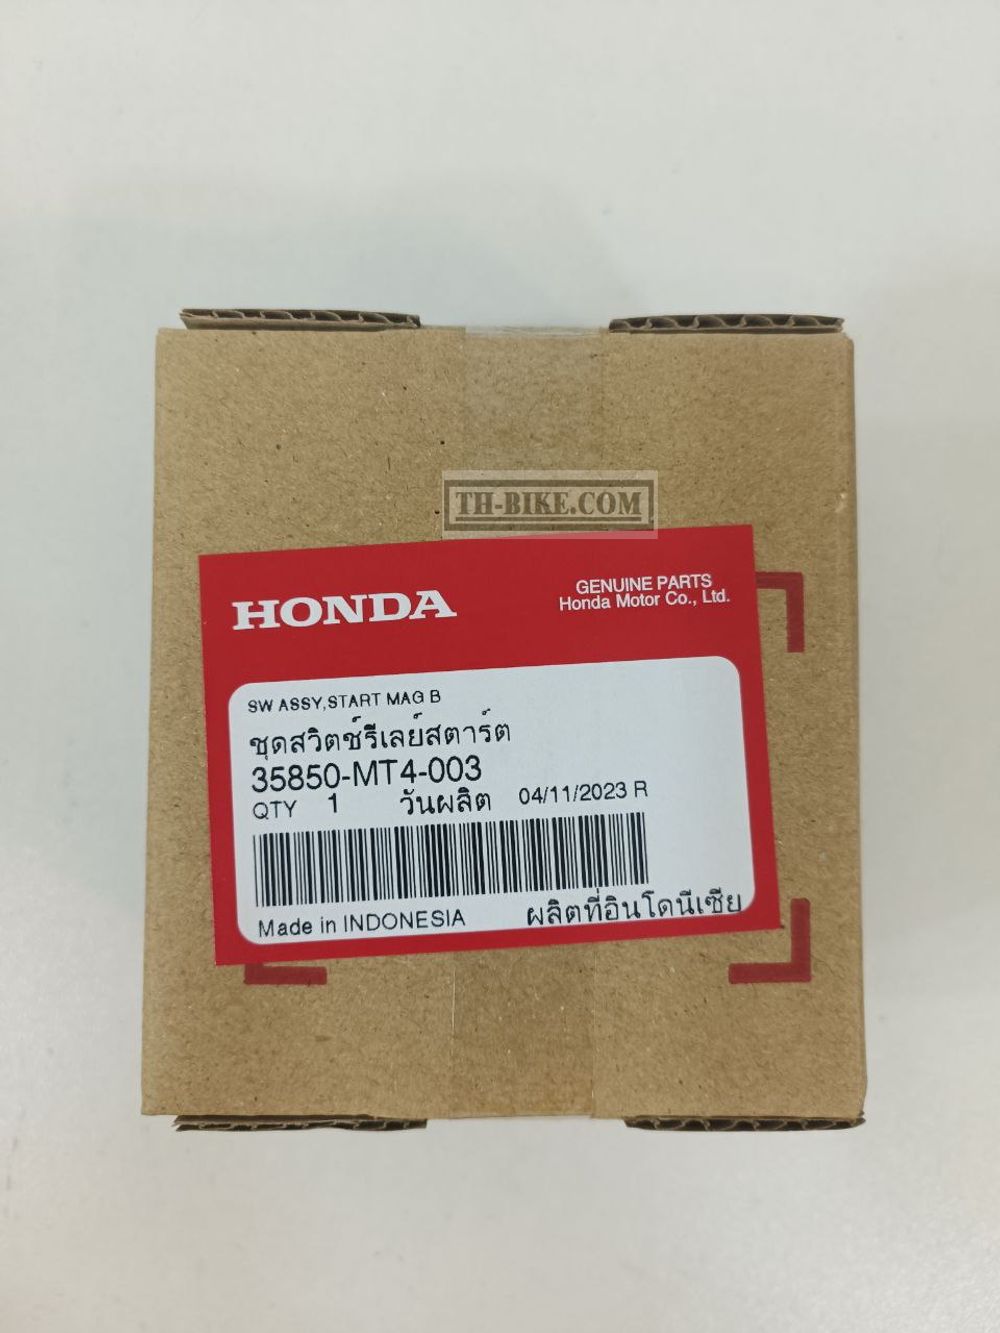 TH-BIKE.COM
HONDA
GENUINE PARTS
Honda Motor Co., Ltd.
SW ASSY,START MAG B
ชุดสวิตช์รีเลย์สตาร์ต
35850-MT4-003
QTY 1 วันผลิต 04/11/2023 R
Made in INDONESIA ผลิตที่อินโดนีเซีย